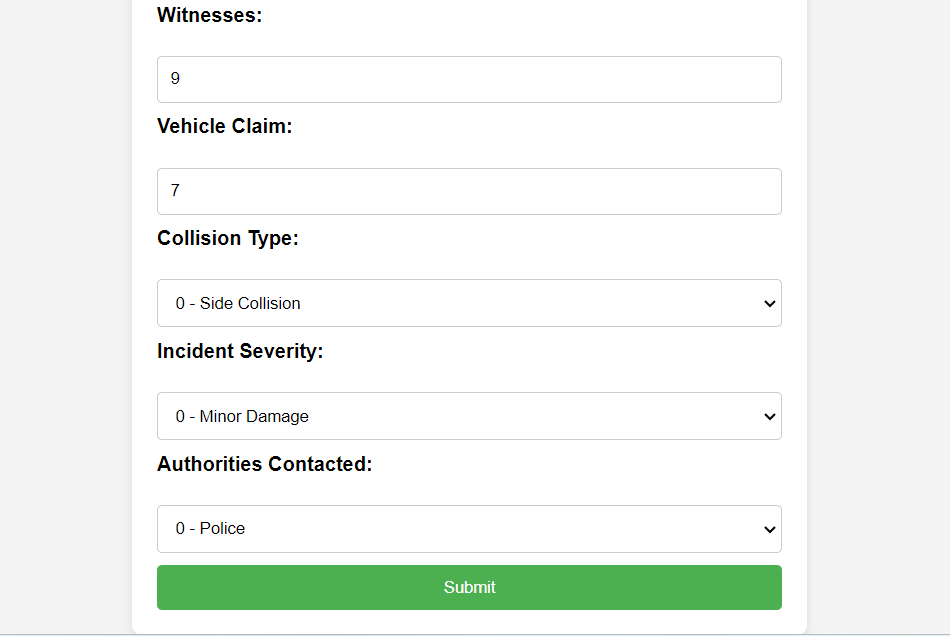 Witnesses:
9
Vehicle Claim:
7
Collision Type:
0 - Side Collision
Incident Severity:
0 - Minor Damage
Authorities Contacted:
0 - Police
Submit